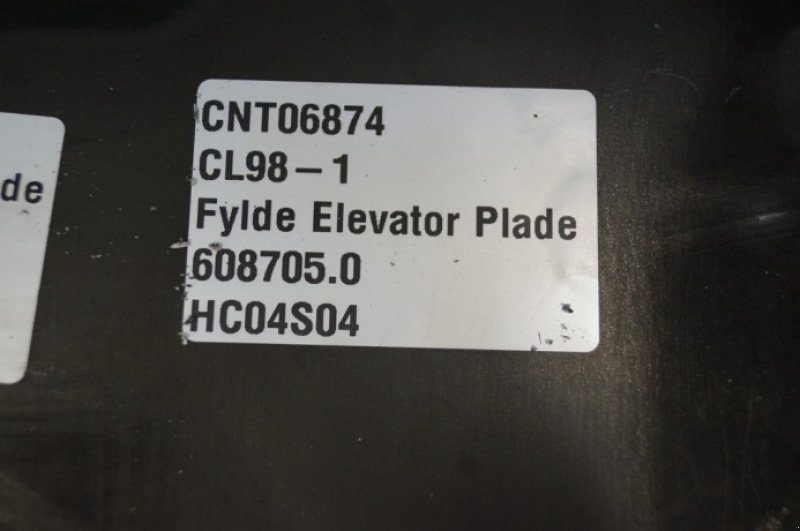 de
CNT06874
CL98-1
Fylde Elevator Plade
608705.0
HC04S04